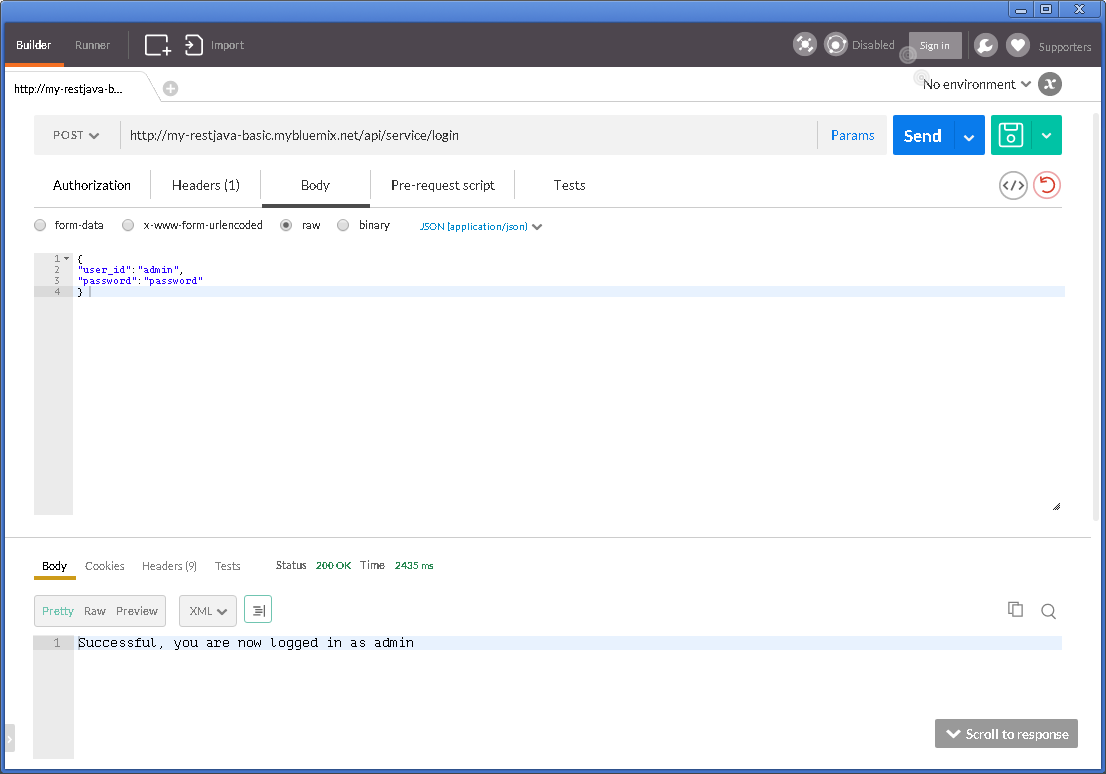 Builder Runner Import Disabled Sign in Supporters
http://my-restjava-b... No environment
POST http://my-restjava-basic.mybluemix.net/api/service/login Params Send
Authorization Headers (1) Body Pre-request script Tests
form-data x-www-form-urlencoded raw binary JSON (application/json)
1 {
2 "user_id":"admin",
3 "password":"password"
4 }
Body Cookies Headers (9) Tests Status 200 OK Time 2435 ms
Pretty Raw Preview XML
1 Successful, you are now logged in as admin
Scroll to response